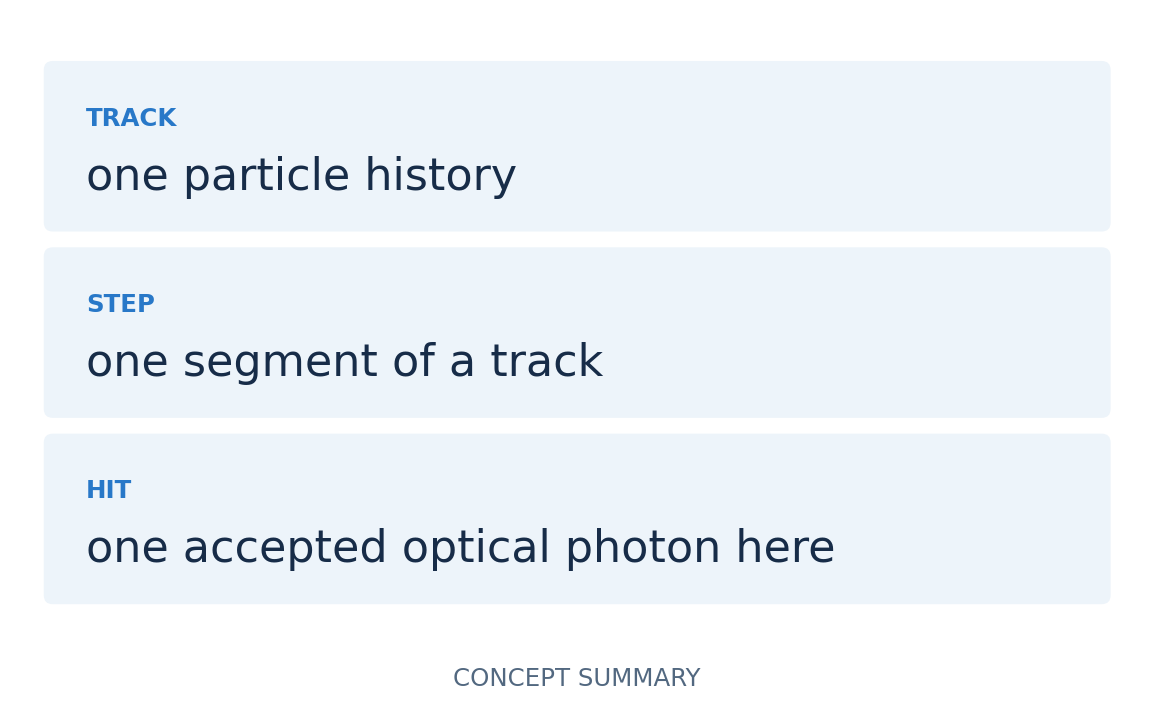 TRACK
one particle history
STEP
one segment of a track
HIT
one accepted optical photon here
CONCEPT SUMMARY